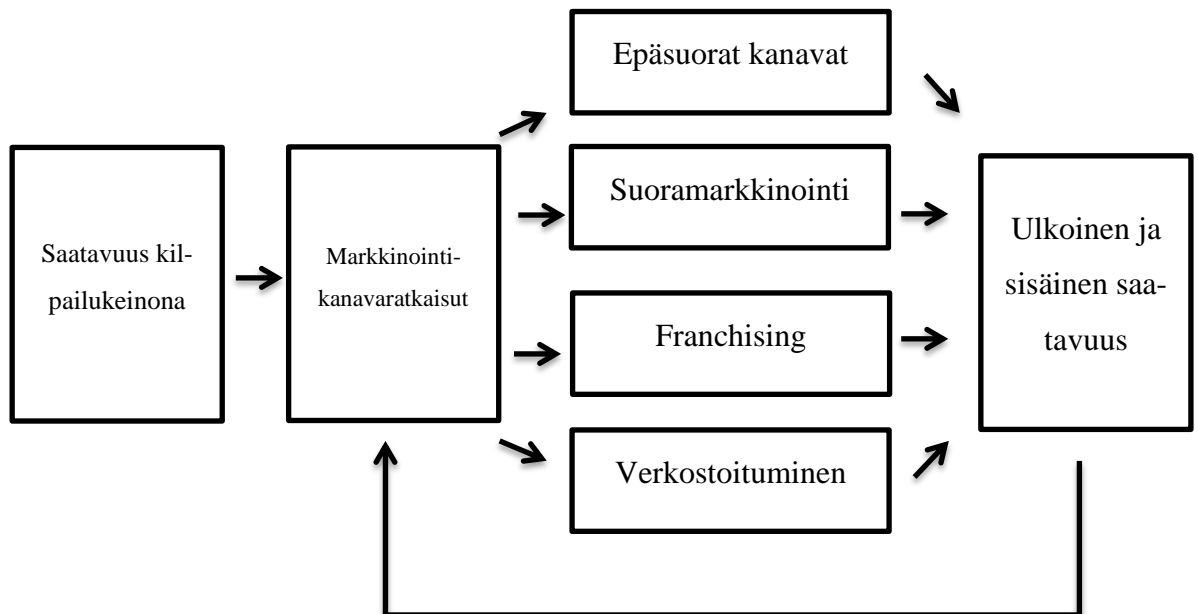 Saatavuus kil-
pailukeinona
Markkinointi-
kanavaratkaisut
Epäsuorat kanavat
Suoramarkkinointi
Franchising
Verkostoituminen
Ulkoinen ja
sisäinen saa-
tavuus